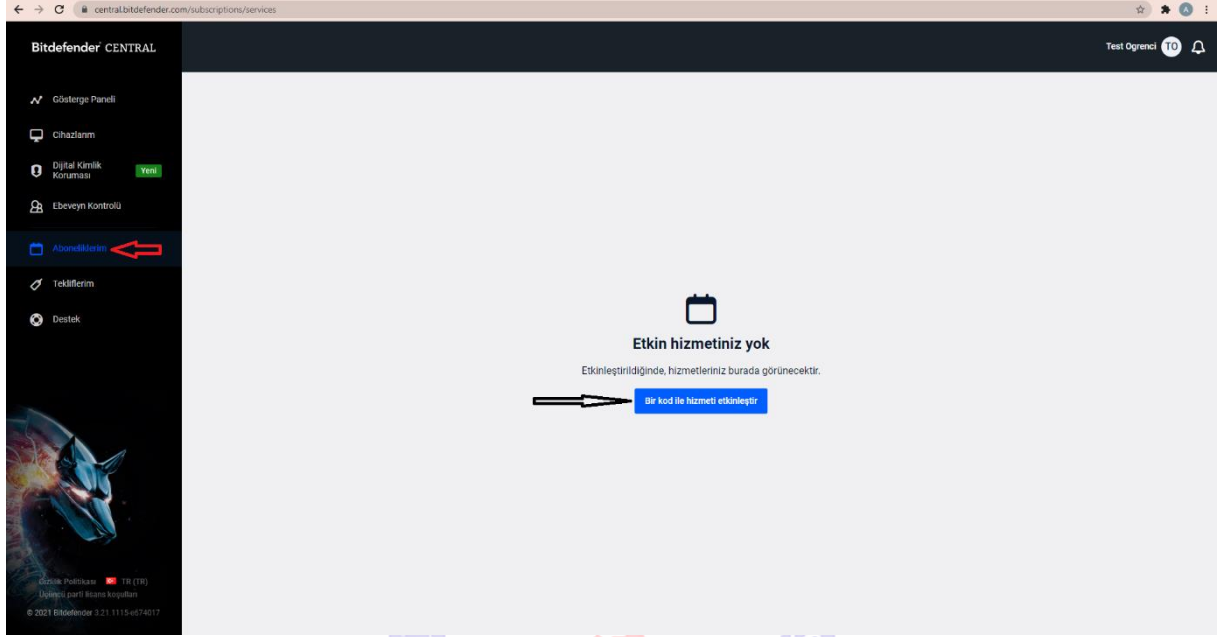 central.bitdefender.com/subscriptions/services
A
Bitdefender CENTRAL
Test Ogrenci TO
Gösterge Paneli
Cihazlarım
Dijital Kimlik
Koruması
Yeni
Ebeveyn Kontrolü
Aboneliklerim
Tekliflerim
Destek
Etkin hizmetiniz yok
Etkinleştirildiğinde, hizmetleriniz burada görünecektir.
Bir kod ile hizmeti etkinleştir
Gizlilik Politikası TR (TR)
Üçüncü parti lisans koşulları
© 2021 Bitdefender 3.21.1115-e674017